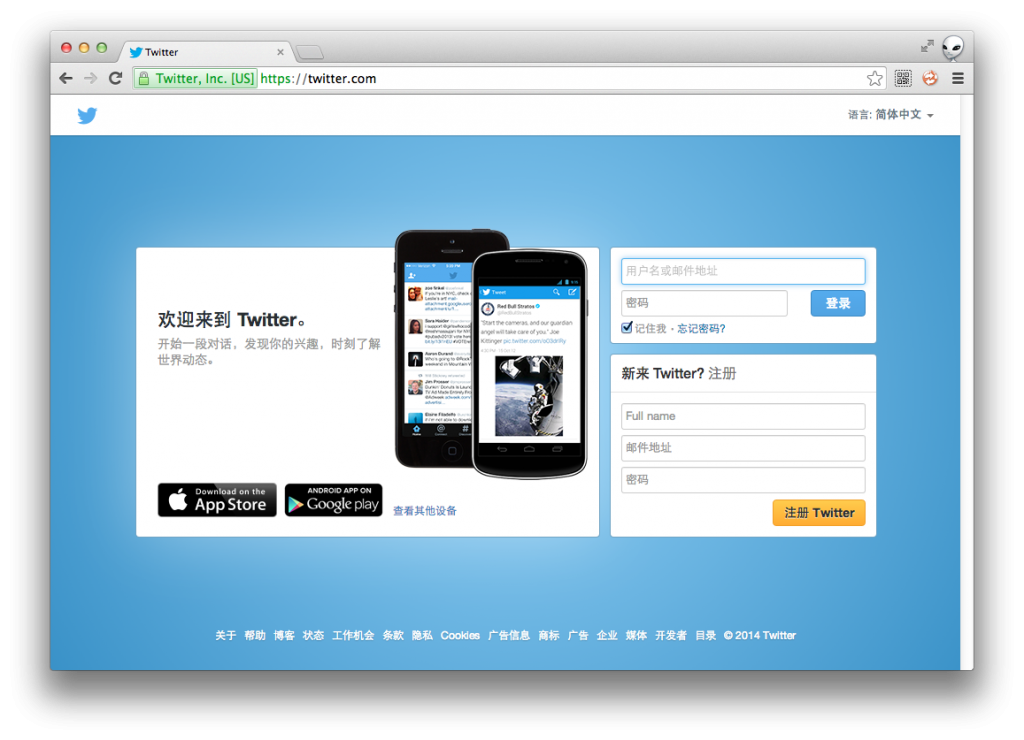 Twitter
Twitter, Inc. [US] https://twitter.com
语言: 简体中文
欢迎来到 Twitter。
开始一段对话，发现你的兴趣，时刻了解
世界动态。
Tweet
Red Bull Stratos
"Start the cameras, and our guardian
angel will take care of you." Joe
Kittinger
Download on the
App Store
ANDROID APP ON
Google play
查看其他设备
用户名或邮件地址
密码
登录
记住我 · 忘记密码?
新来 Twitter? 注册
Full name
邮件地址
密码
注册 Twitter
关于 帮助 博客 状态 工作机会 条款 隐私 Cookies 广告信息 商标 广告 企业 媒体 开发者 目录 © 2014 Twitter